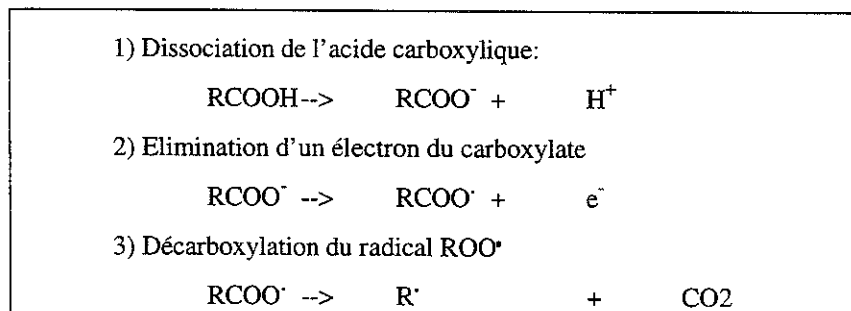 1) Dissociation de l'acide carboxylique:
RCOOH--> RCOO⁻ + H⁺
2) Elimination d'un électron du carboxylate
RCOO⁻ --> RCOO˙ + e⁻
3) Décarboxylation du radical ROO•
RCOO˙ --> R˙ + CO2